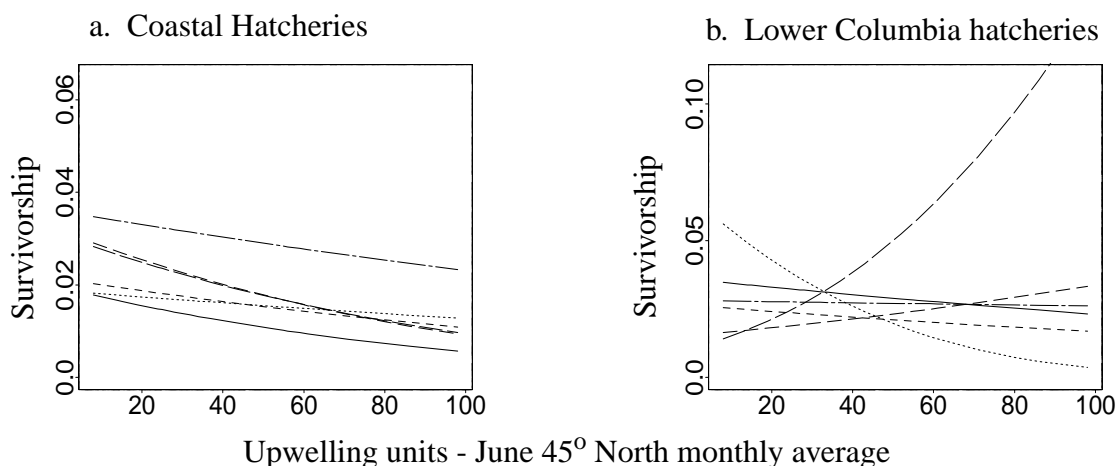 a. Coastal Hatcheries
b. Lower Columbia hatcheries
Survivorship
0.06
0.04
0.02
0.0
20 40 60 80 100
Survivorship
0.10
0.05
0.0
20 40 60 80 100
Upwelling units - June 45° North monthly average